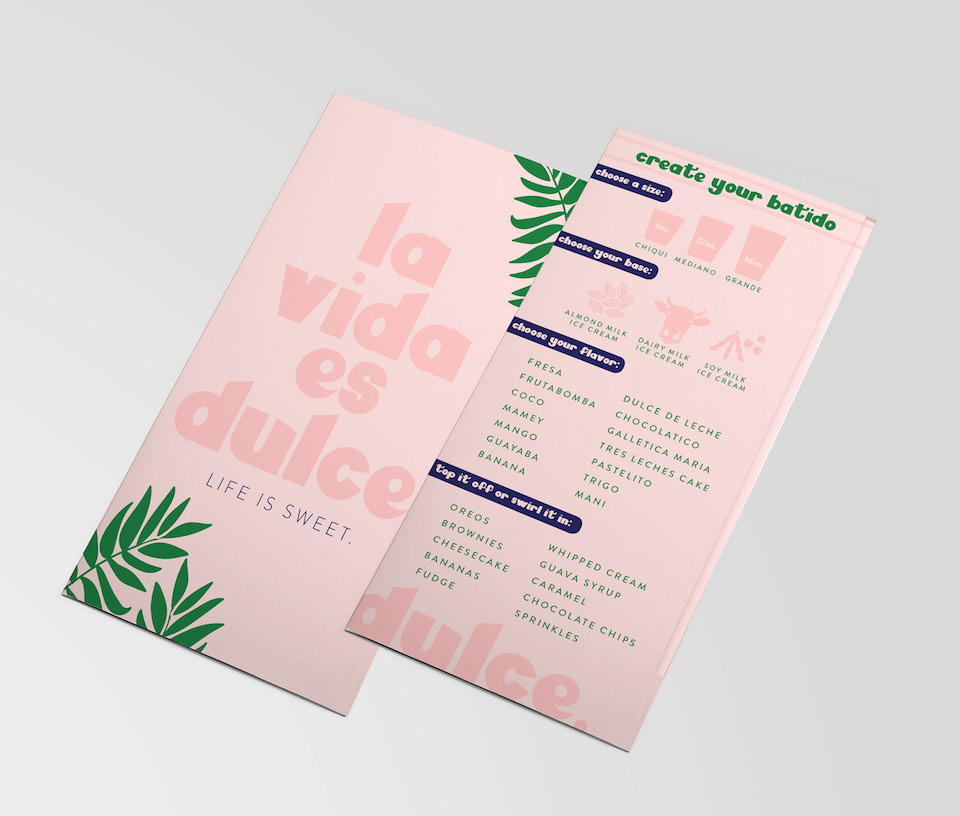 la
vida
es
dulce
LIFE IS SWEET.
create your batido
choose a size:
8oz.
12oz.
16oz.
CHIQUI
MEDIANO
GRANDE
choose your base:
ALMOND MILK
ICE CREAM
DAIRY MILK
ICE CREAM
SOY MILK
ICE CREAM
choose your flavor:
FRESA
FRUTABOMBA
COCO
MAMEY
MANGO
GUAYABA
BANANA
DULCE DE LECHE
CHOCOLATICO
GALLETICA MARIA
TRES LECHES CAKE
PASTELITO
TRIGO
MANI
top it off or swirl it in:
OREOS
BROWNIES
CHEESECAKE
BANANAS
FUDGE
WHIPPED CREAM
GUAVA SYRUP
CARAMEL
CHOCOLATE CHIPS
SPRINKLES
dulce.